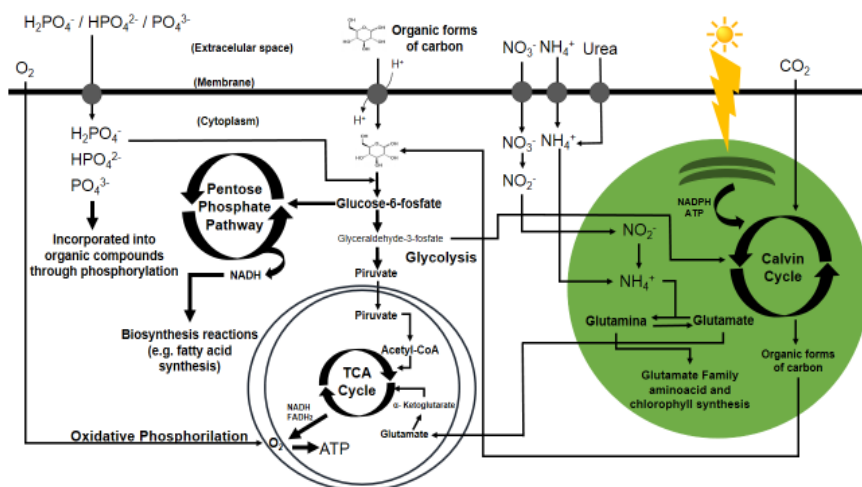 H₂PO₄⁻ / HPO₄²⁻ / PO₄³⁻
(Extracelular space)
Organic forms
of carbon
NO₃⁻
NH₄⁺
Urea
O₂
CO₂
H⁺
(Membrane)
H⁺
(Cytoplasm)
H₂PO₄⁻
HPO₄²⁻
PO₄³⁻
NO₃⁻
NH₄⁺
NO₂⁻
NADPH
ATP
Pentose
Phosphate
Pathway
Glucose-6-fosfate
Glyceraldehyde-3-fosfate
Glycolysis
NO₂⁻
NH₄⁺
Calvin
Cycle
Incorporated into
organic compounds
through phosphorylation
NADH
Piruvate
Biosynthesis reactions
(e.g. fatty acid
synthesis)
Piruvate
Acetyl-CoA
TCA
Cycle
α- Ketoglutarate
NADH
FADH₂
Glutamate
Glutamina
Glutamate
Organic forms
of carbon
Glutamate Family
aminoacid and
chlorophyll synthesis
Oxidative Phosphorilation
O₂
ATP